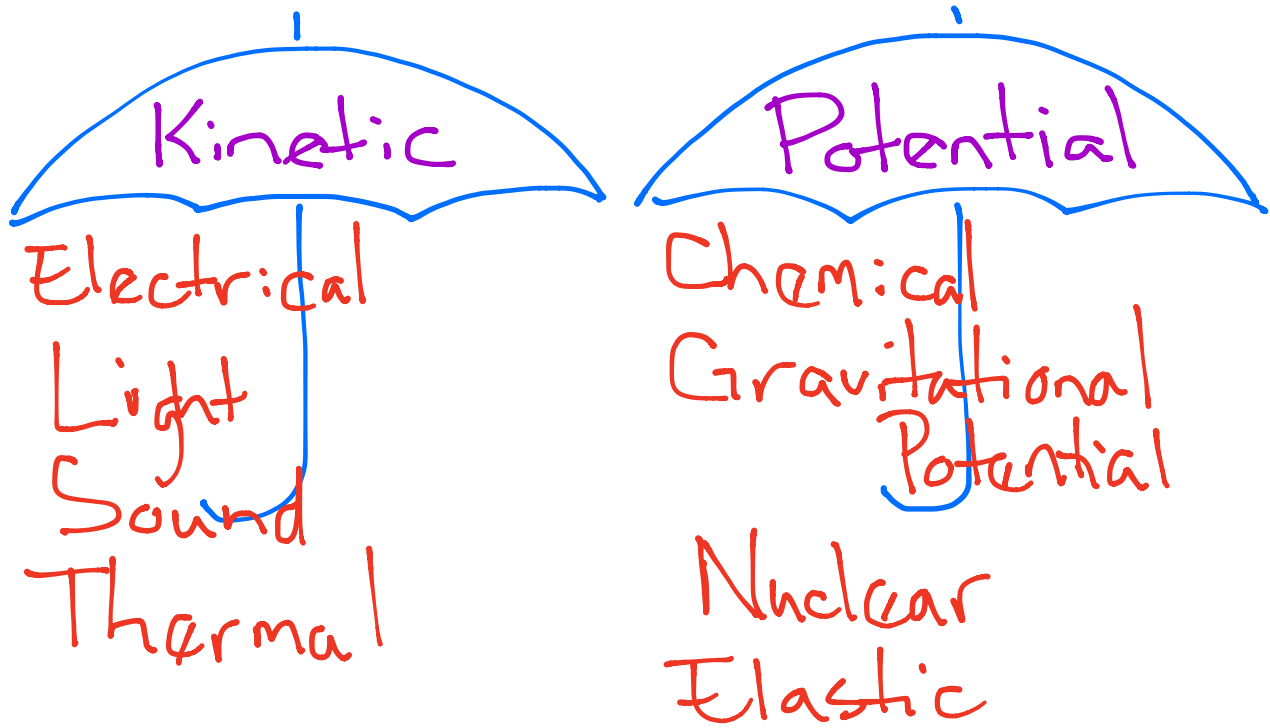 Kinetic
Electrical
Light
Sound
Thermal
Potential
Chemical
Gravitational
Potential
Nuclear
Elastic